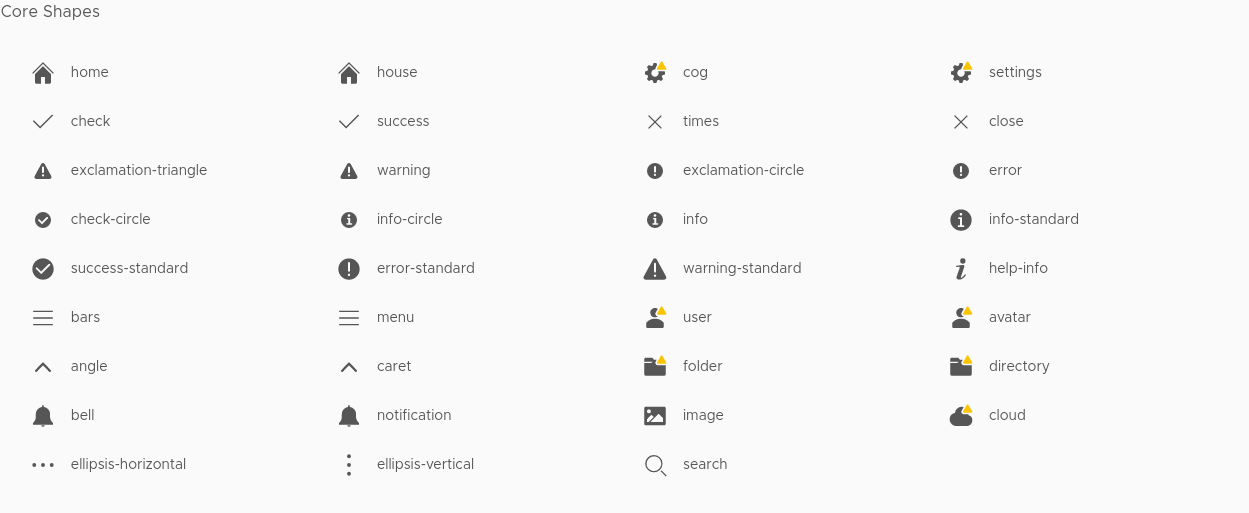 Core Shapes
home house cog settings
check success times close
exclamation-triangle warning exclamation-circle error
check-circle info-circle info info-standard
success-standard error-standard warning-standard help-info
bars menu user avatar
angle caret folder directory
bell notification image cloud
ellipsis-horizontal ellipsis-vertical search